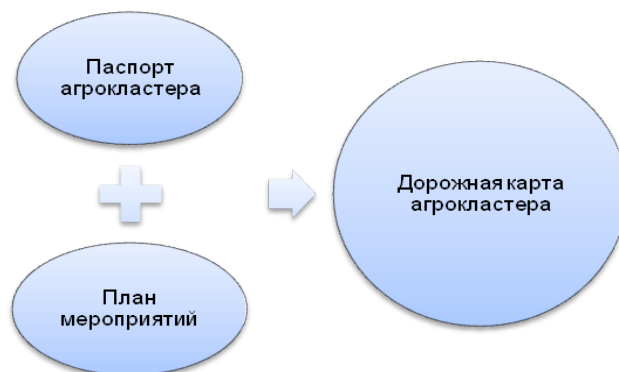 Паспорт
агрокластера
План
мероприятий
Дорожная карта
агрокластера